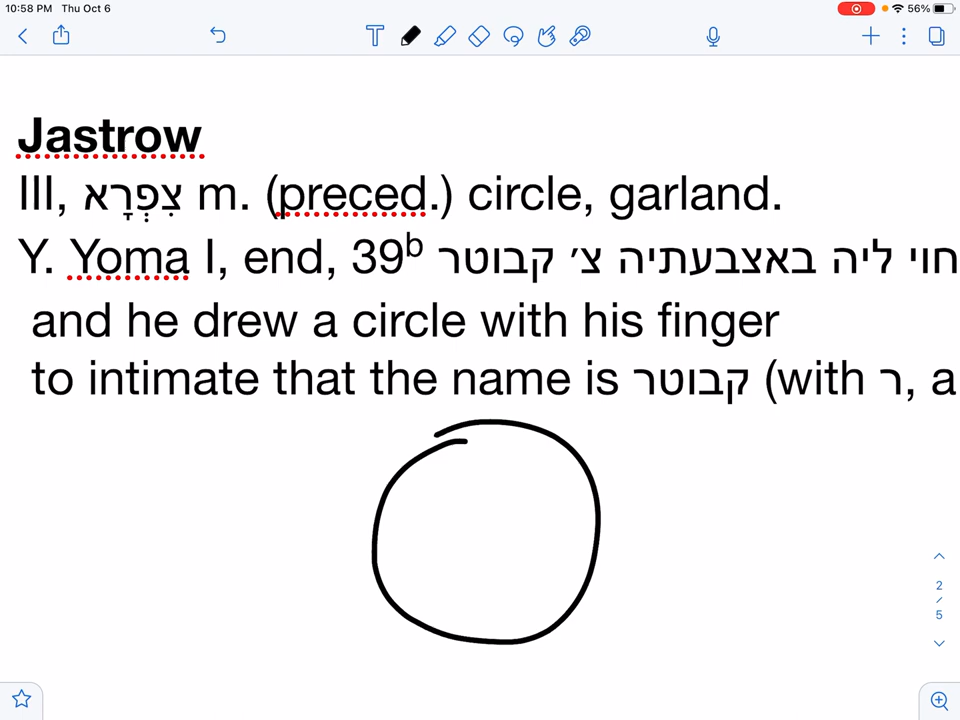 10:58 PM Thu Oct 6
56%
Jastrow
III, צִפְרָא m. (preced.) circle, garland.
Y. Yoma I, end, 39b חוי ליה באצבעתיה צ׳ קבוטר
and he drew a circle with his finger
to intimate that the name is קבוטר (with ר, a
2
/
5